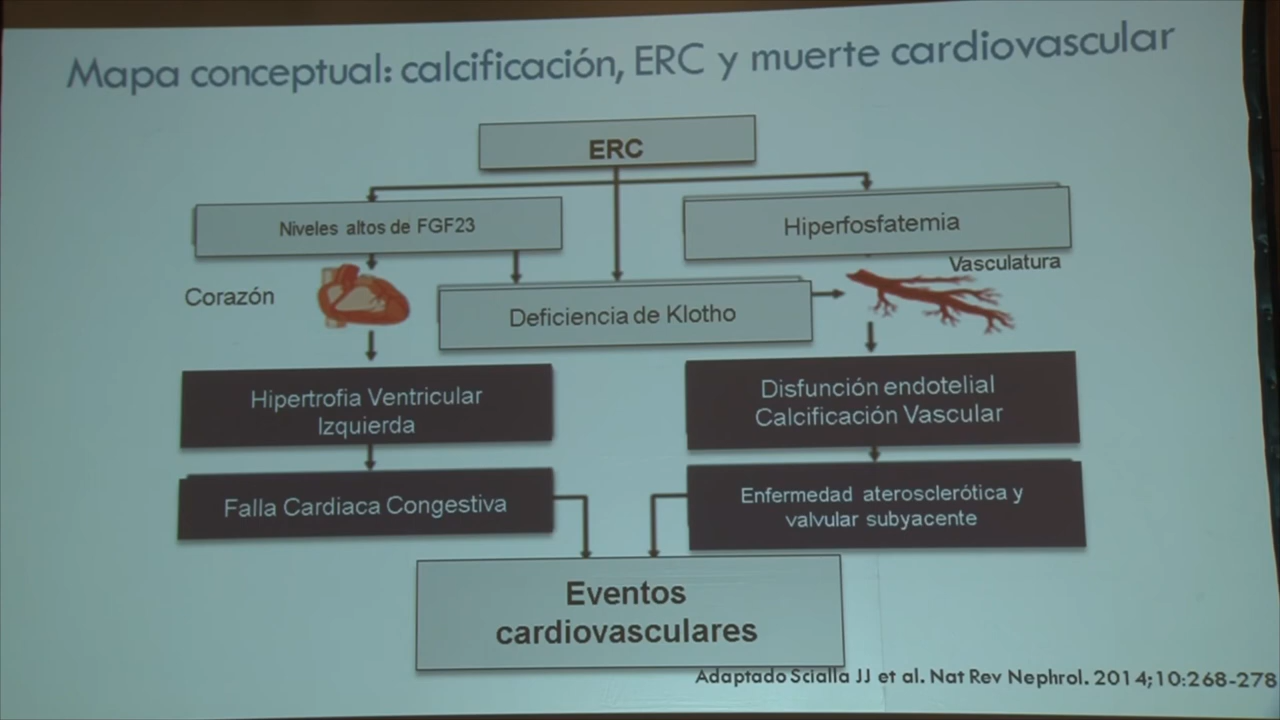 Mapa conceptual: calcificación, ERC y muerte cardiovascular
ERC
Niveles altos de FGF23
Hiperfosfatemia
Corazón
Vasculatura
Deficiencia de Klotho
Hipertrofia Ventricular
Izquierda
Disfunción endotelial
Calcificación Vascular
Falla Cardiaca Congestiva
Enfermedad aterosclerótica y
valvular subyacente
Eventos
cardiovasculares
Adaptado Scialla JJ et al. Nat Rev Nephrol. 2014;10:268-278